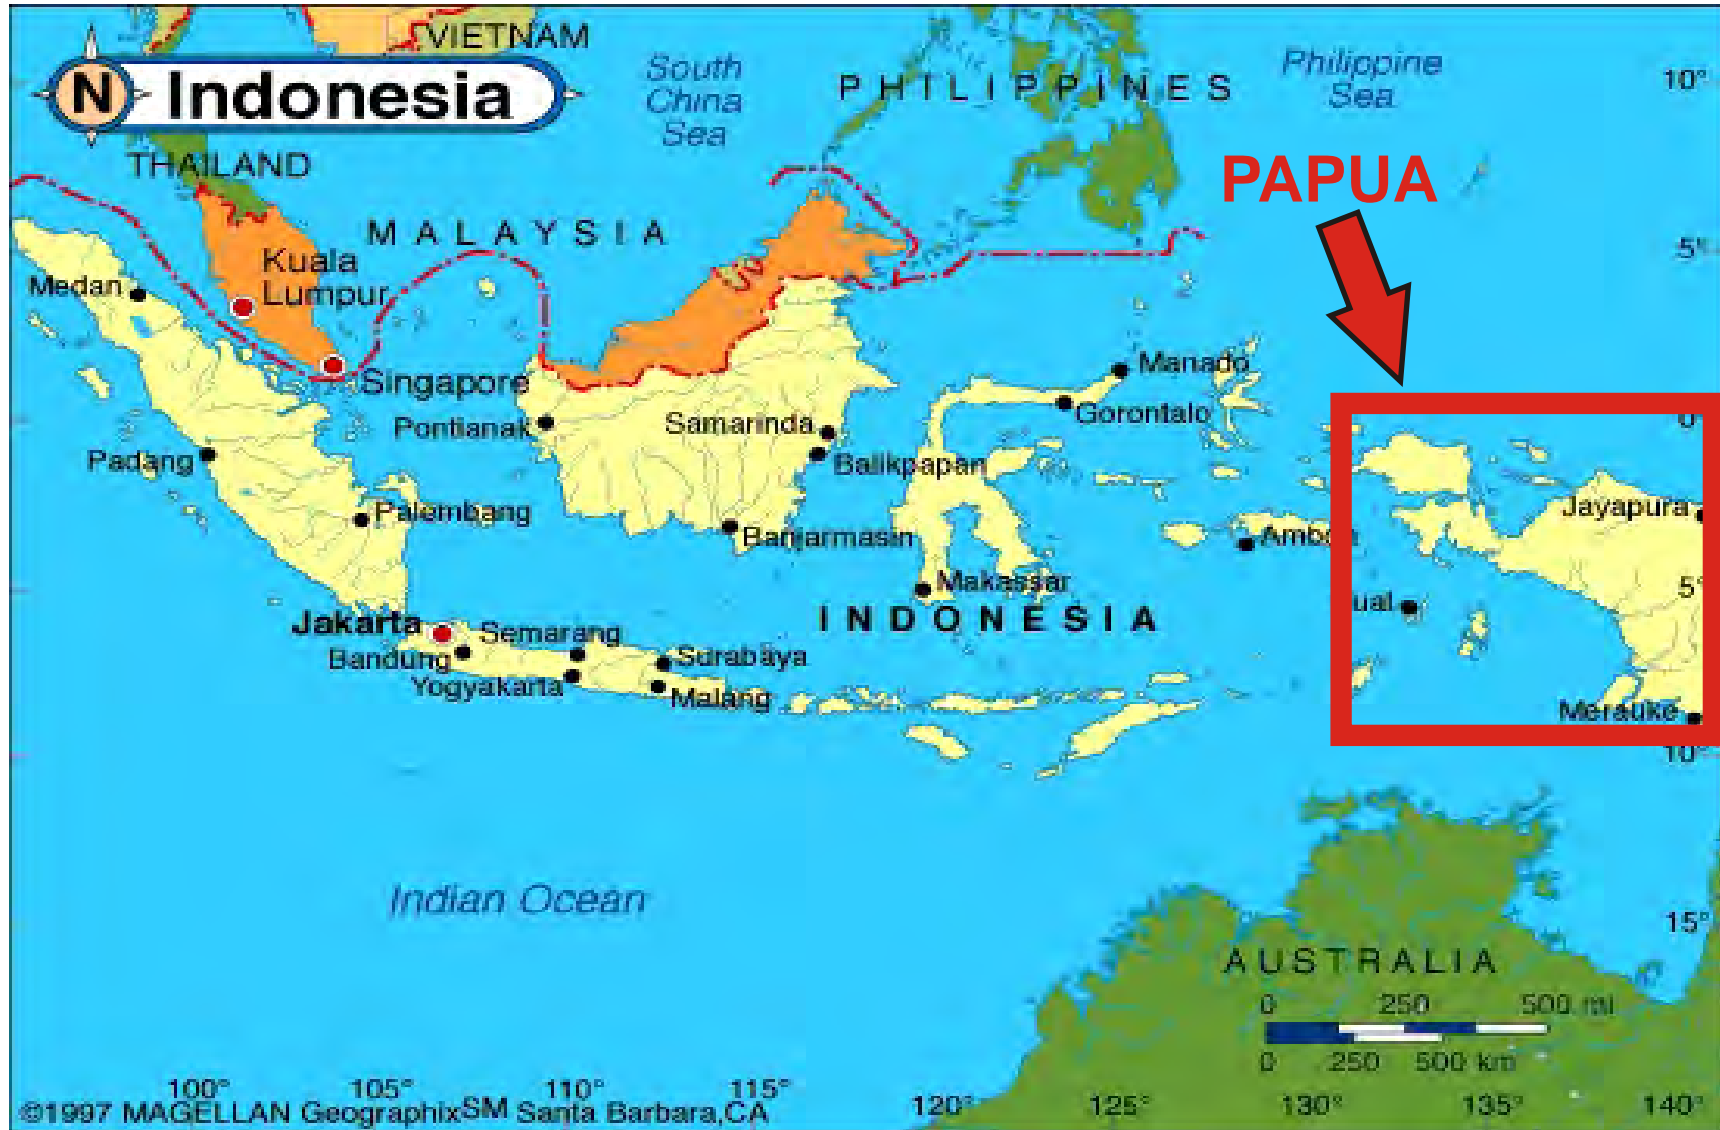 VIETNAM
N Indonesia
South
China
Sea
PHILIPPINES
Philippine
Sea
10°
THAILAND
PAPUA
MALAYSIA
5°
Kuala
Lumpur
Medan
Singapore
Manado
Gorontalo
0°
Pontianak
Samarinda
Padang
Balikpapan
Jayapura
Palembang
Banjarmasin
Makassar
5°
INDONESIA
Jakarta
Semarang
Bandung
Surabaya
Yogyakarta
Malang
Merauke
10°
Indian Ocean
15°
AUSTRALIA
0 250 500 mi
0 250 500 km
100° 105° 110° 115° 120° 125° 130° 135° 140°
©1997 MAGELLAN GeographixSM Santa Barbara,CA